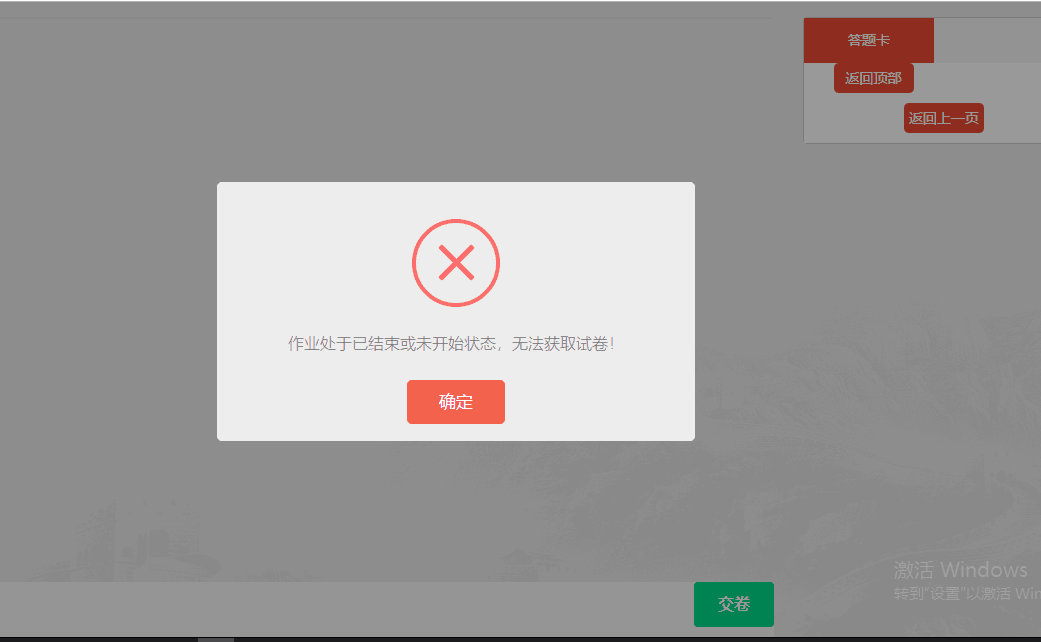 答题卡
返回顶部
返回上一页
作业处于已结束或未开始状态，无法获取试卷！
确定
交卷
激活 Windows
转到"设置"以激活 Win